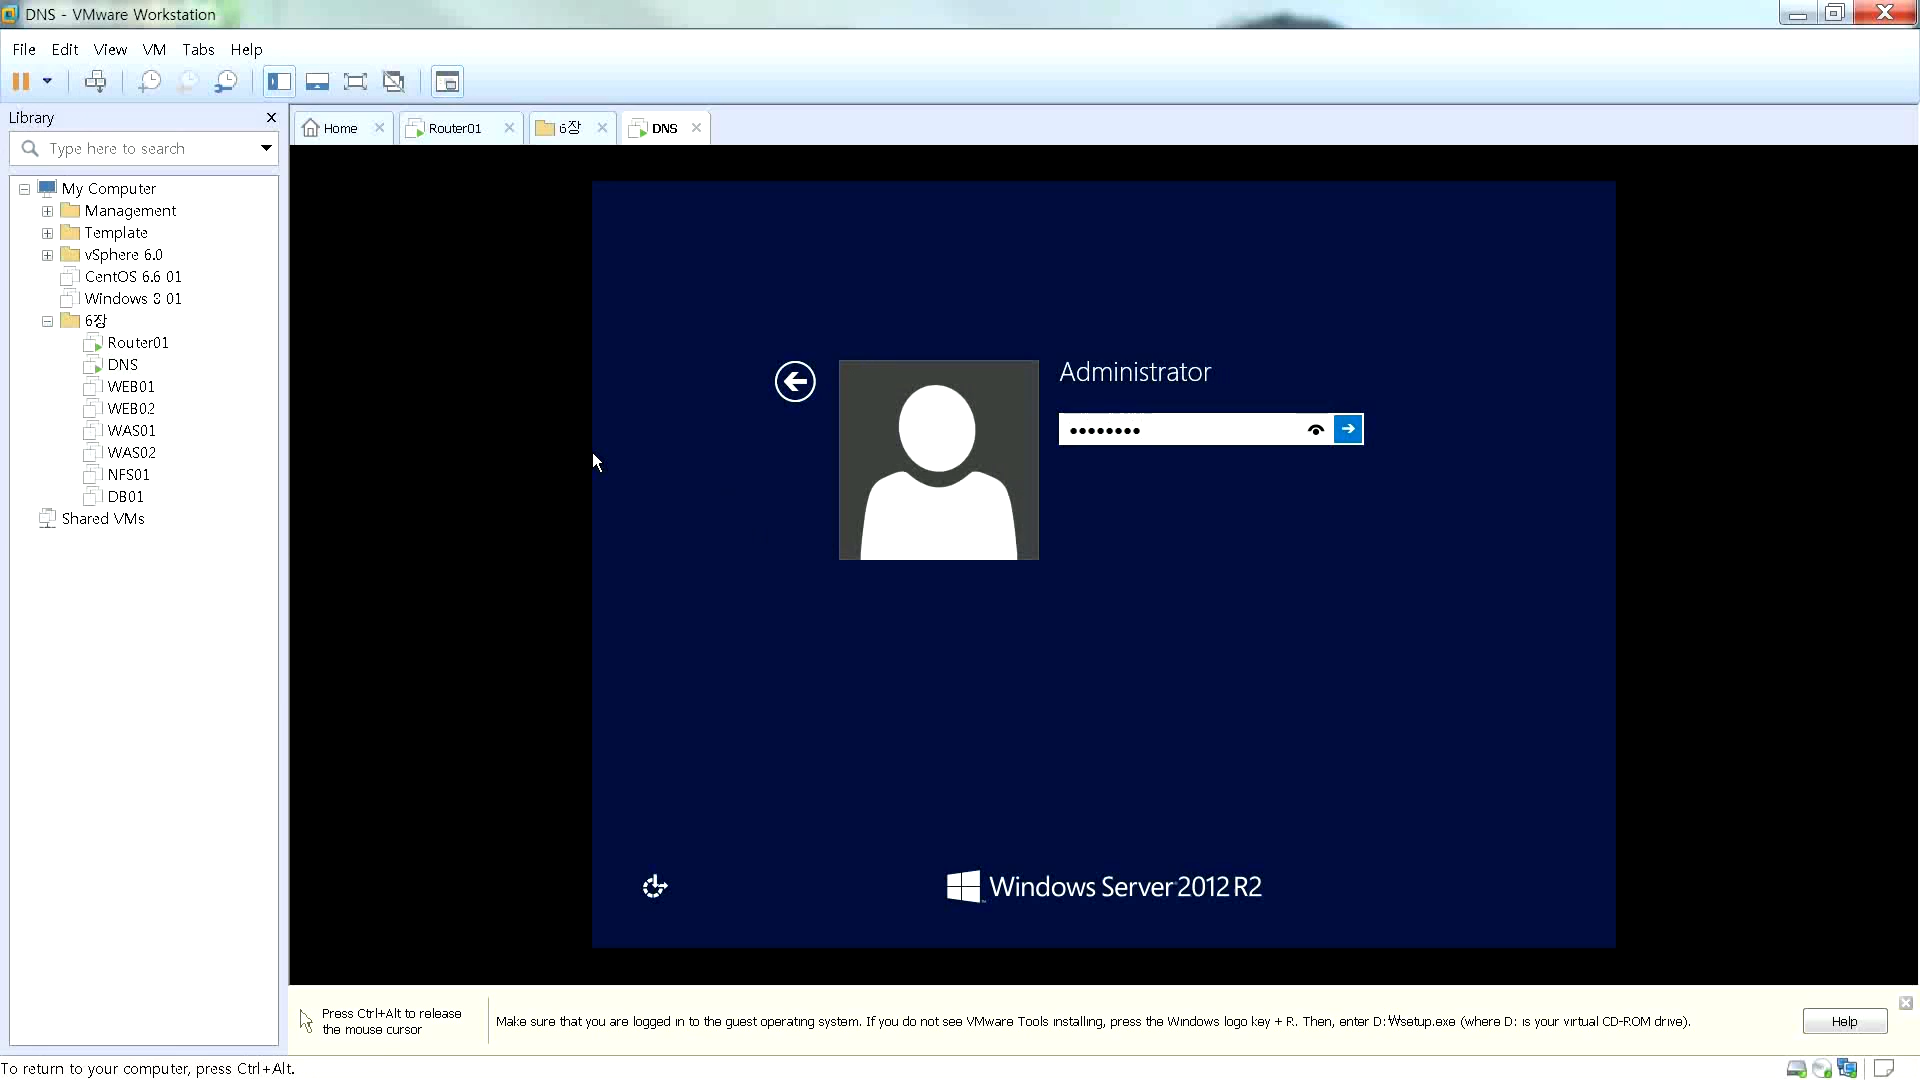 DNS - VMware Workstation
File Edit View VM Tabs Help
Library
Type here to search
Home
Router01
6장
DNS
My Computer
Management
Template
vSphere 6.0
CentOS 6.6 01
Windows 8 01
6장
Router01
DNS
WEB01
WEB02
WAS01
WAS02
NFS01
DB01
Shared VMs
Administrator
Windows Server 2012 R2
Press Ctrl+Alt to release
the mouse cursor
Make sure that you are logged in to the guest operating system. If you do not see VMware Tools installing, press the Windows logo key + R. Then, enter D:₩setup.exe (where D: is your virtual CD-ROM drive).
Help
To return to your computer, press Ctrl+Alt.